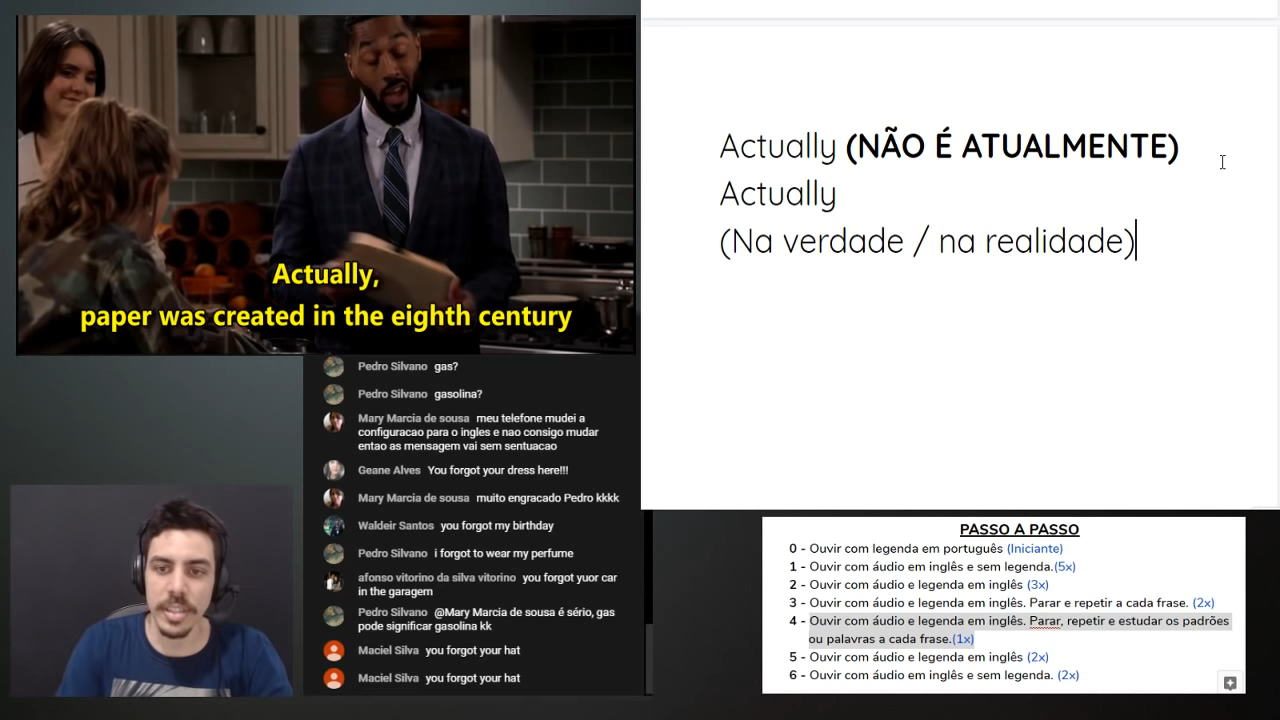 Actually,
paper was created in the eighth century
Actually (NÃO É ATUALMENTE)
Actually
(Na verdade / na realidade)
Pedro Silvano gas?
Pedro Silvano gasolina?
Mary Marcia de sousa meu telefone mudei a
configuracao para o ingles e nao consigo mudar
entao as mensagem vai sem sentuacao
Geane Alves You forgot your dress here!!!
Mary Marcia de sousa muito engracado Pedro kkkk
Waldeir Santos you forgot my birthday
Pedro Silvano i forgot to wear my perfume
afonso vitorino da silva vitorino you forgot yuor car
in the garagem
Pedro Silvano @Mary Marcia de sousa é sério, gas
pode significar gasolina kk
Maciel Silva you forgot your hat
Maciel Silva you forgot your hat
PASSO A PASSO
0 - Ouvir com legenda em português (Iniciante)
1 - Ouvir com áudio em inglês e sem legenda.(5x)
2 - Ouvir com áudio e legenda em inglês (3x)
3 - Ouvir com áudio e legenda em inglês. Parar e repetir a cada frase. (2x)
4 - Ouvir com áudio e legenda em inglês. Parar, repetir e estudar os padrões
ou palavras a cada frase.(1x)
5 - Ouvir com áudio e legenda em inglês (2x)
6 - Ouvir com áudio em inglês e sem legenda. (2x)